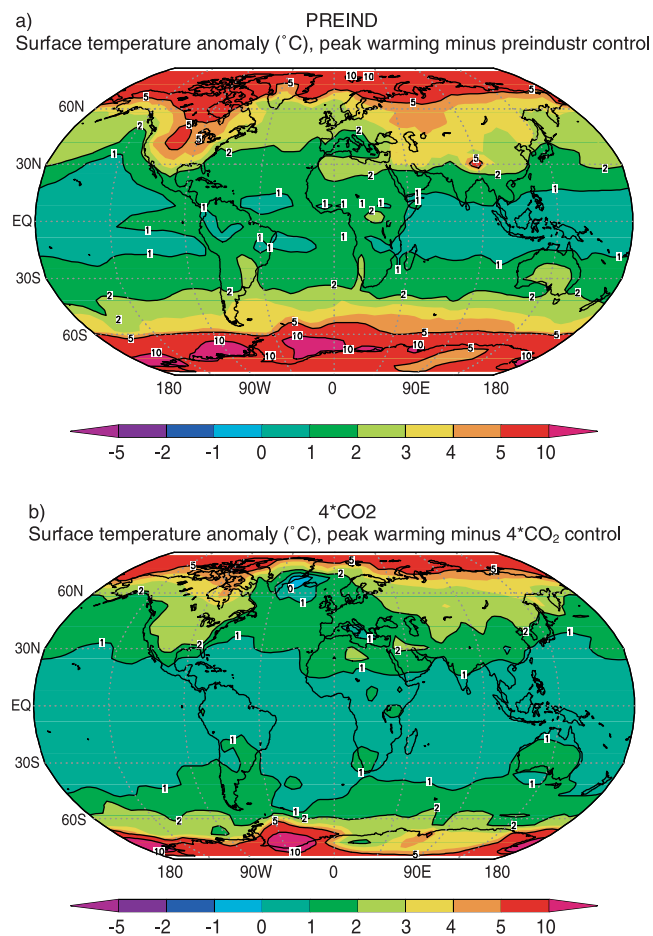 a)
PREIND
Surface temperature anomaly (˚C), peak warming minus preindustr control
60N
30N
EQ
30S
60S
180 90W 0 90E 180
-5 -2 -1 0 1 2 3 4 5 10
b)
4*CO2
Surface temperature anomaly (˚C), peak warming minus 4*CO₂ control
60N
30N
EQ
30S
60S
180 90W 0 90E 180
-5 -2 -1 0 1 2 3 4 5 10